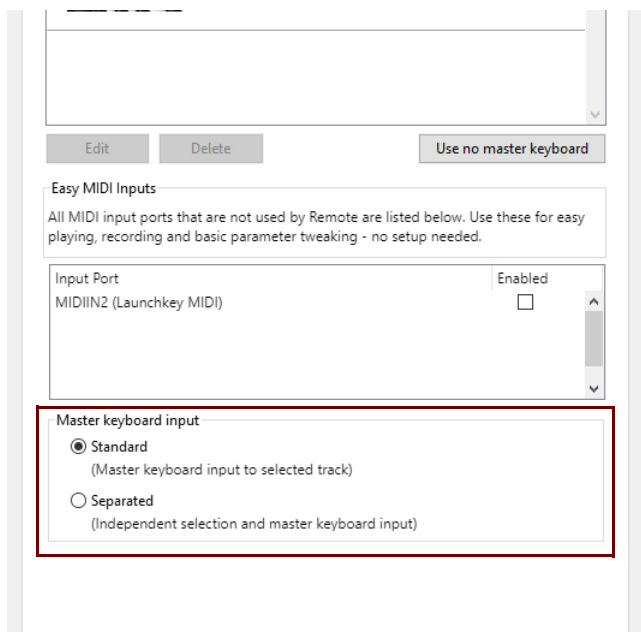 Edit
Delete
Use no master keyboard
Easy MIDI Inputs
All MIDI input ports that are not used by Remote are listed below. Use these for easy
playing, recording and basic parameter tweaking - no setup needed.
Input Port
Enabled
MIDIIN2 (Launchkey MIDI)
Master keyboard input
Standard
(Master keyboard input to selected track)
Separated
(Independent selection and master keyboard input)